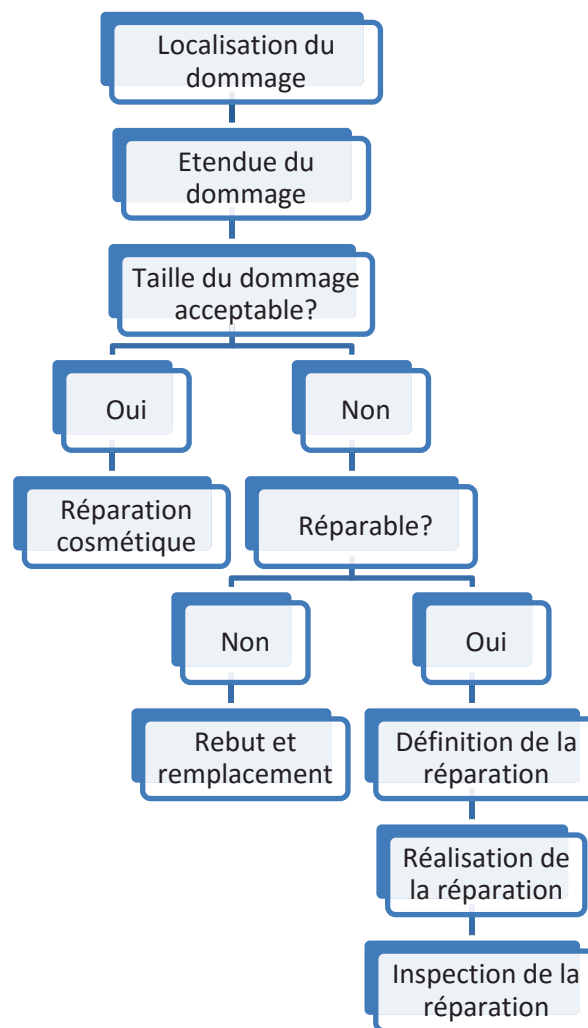 Localisation du
dommage
Etendue du
dommage
Taille du dommage
acceptable?
Oui
Non
Réparation
cosmétique
Réparable?
Non
Oui
Rebut et
remplacement
Définition de la
réparation
Réalisation de
la réparation
Inspection de la
réparation